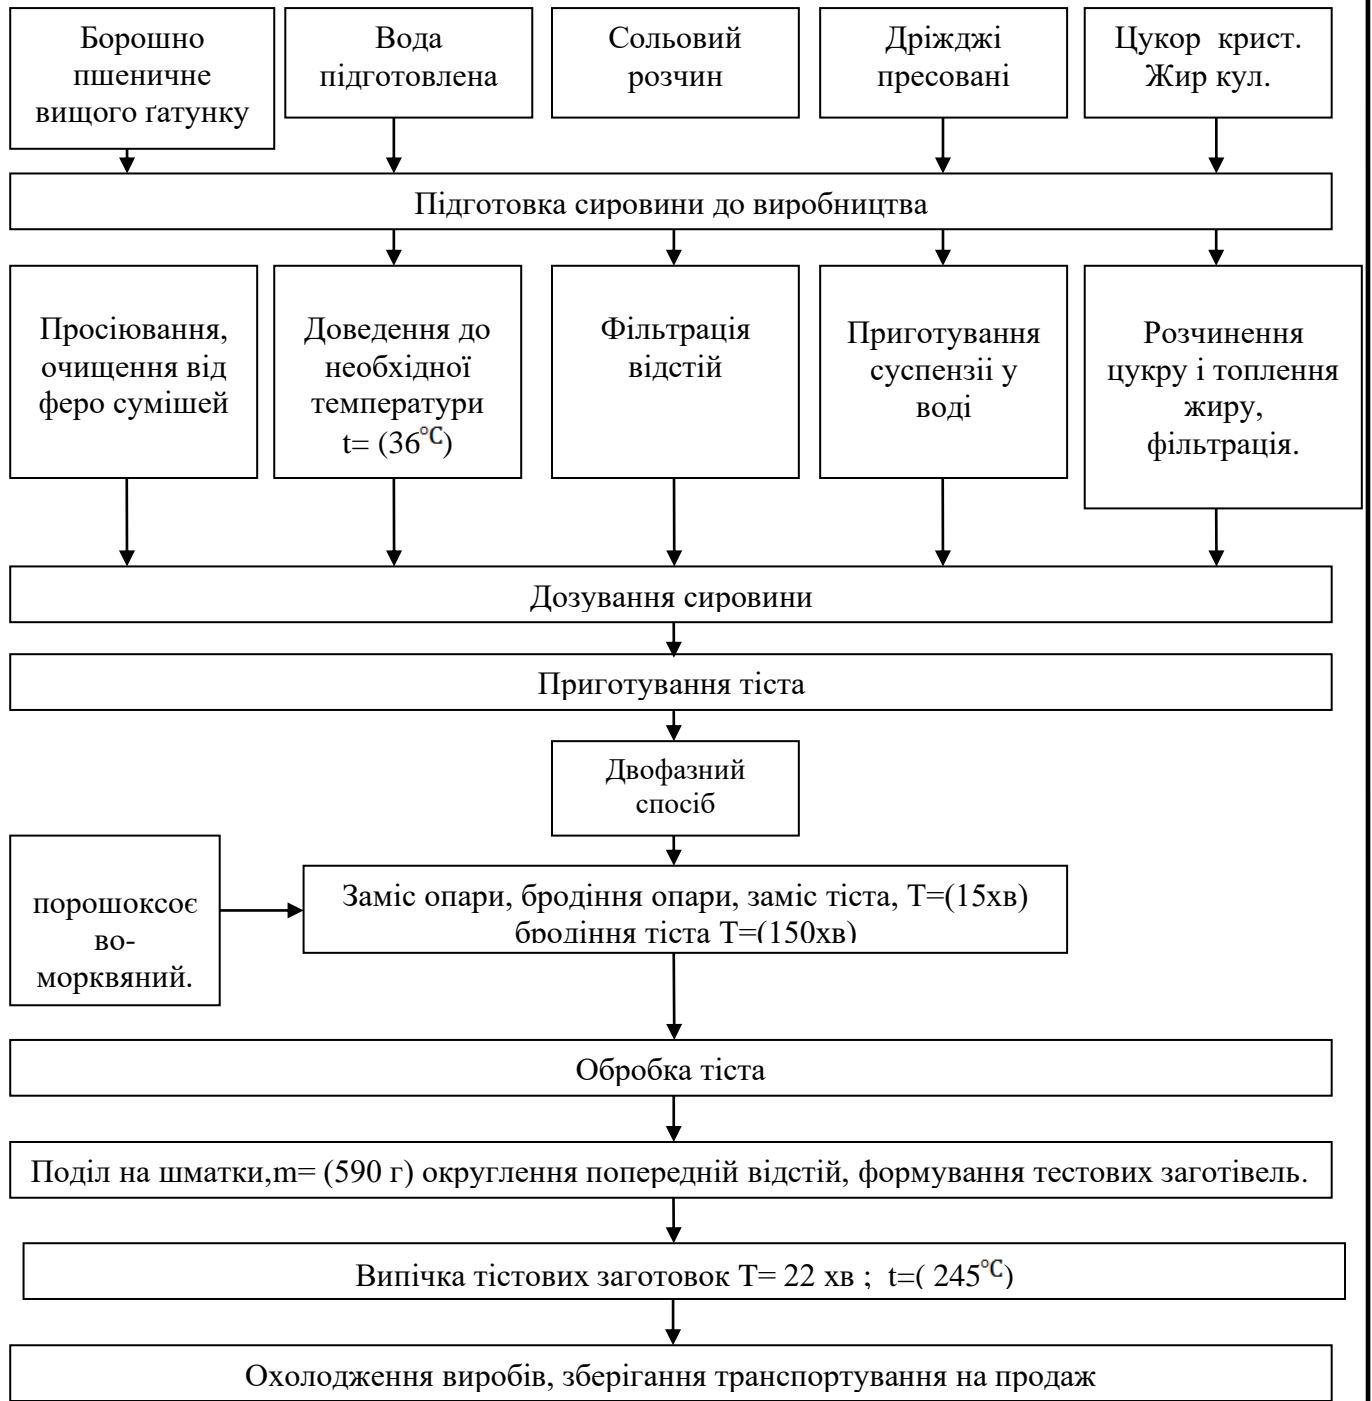 Борошно
пшеничне
вищого ґатунку
Вода
підготовлена
Сольовий
розчин
Дріжджі
пресовані
Цукор крист.
Жир кул.
Підготовка сировини до виробництва
Просіювання,
очищення від
феро сумішей
Доведення до
необхідної
температури
t= (36°C)
Фільтрація
відстій
Приготування
суспензіі у
воді
Розчинення
цукру і топлення
жиру,
фільтрація.
Дозування сировини
Приготування тіста
Двофазний
спосіб
порошоксоє
во-
морквяний.
Заміс опари, бродіння опари, заміс тіста, Т=(15хв)
бродіння тіста Т=(150хв)
Обробка тіста
Поділ на шматки,m= (590 г) округлення попередній відстій, формування тестових заготівель.
Випічка тістових заготовок Т= 22 хв ; t=( 245°C)
Охолодження виробів, зберігання транспортування на продаж